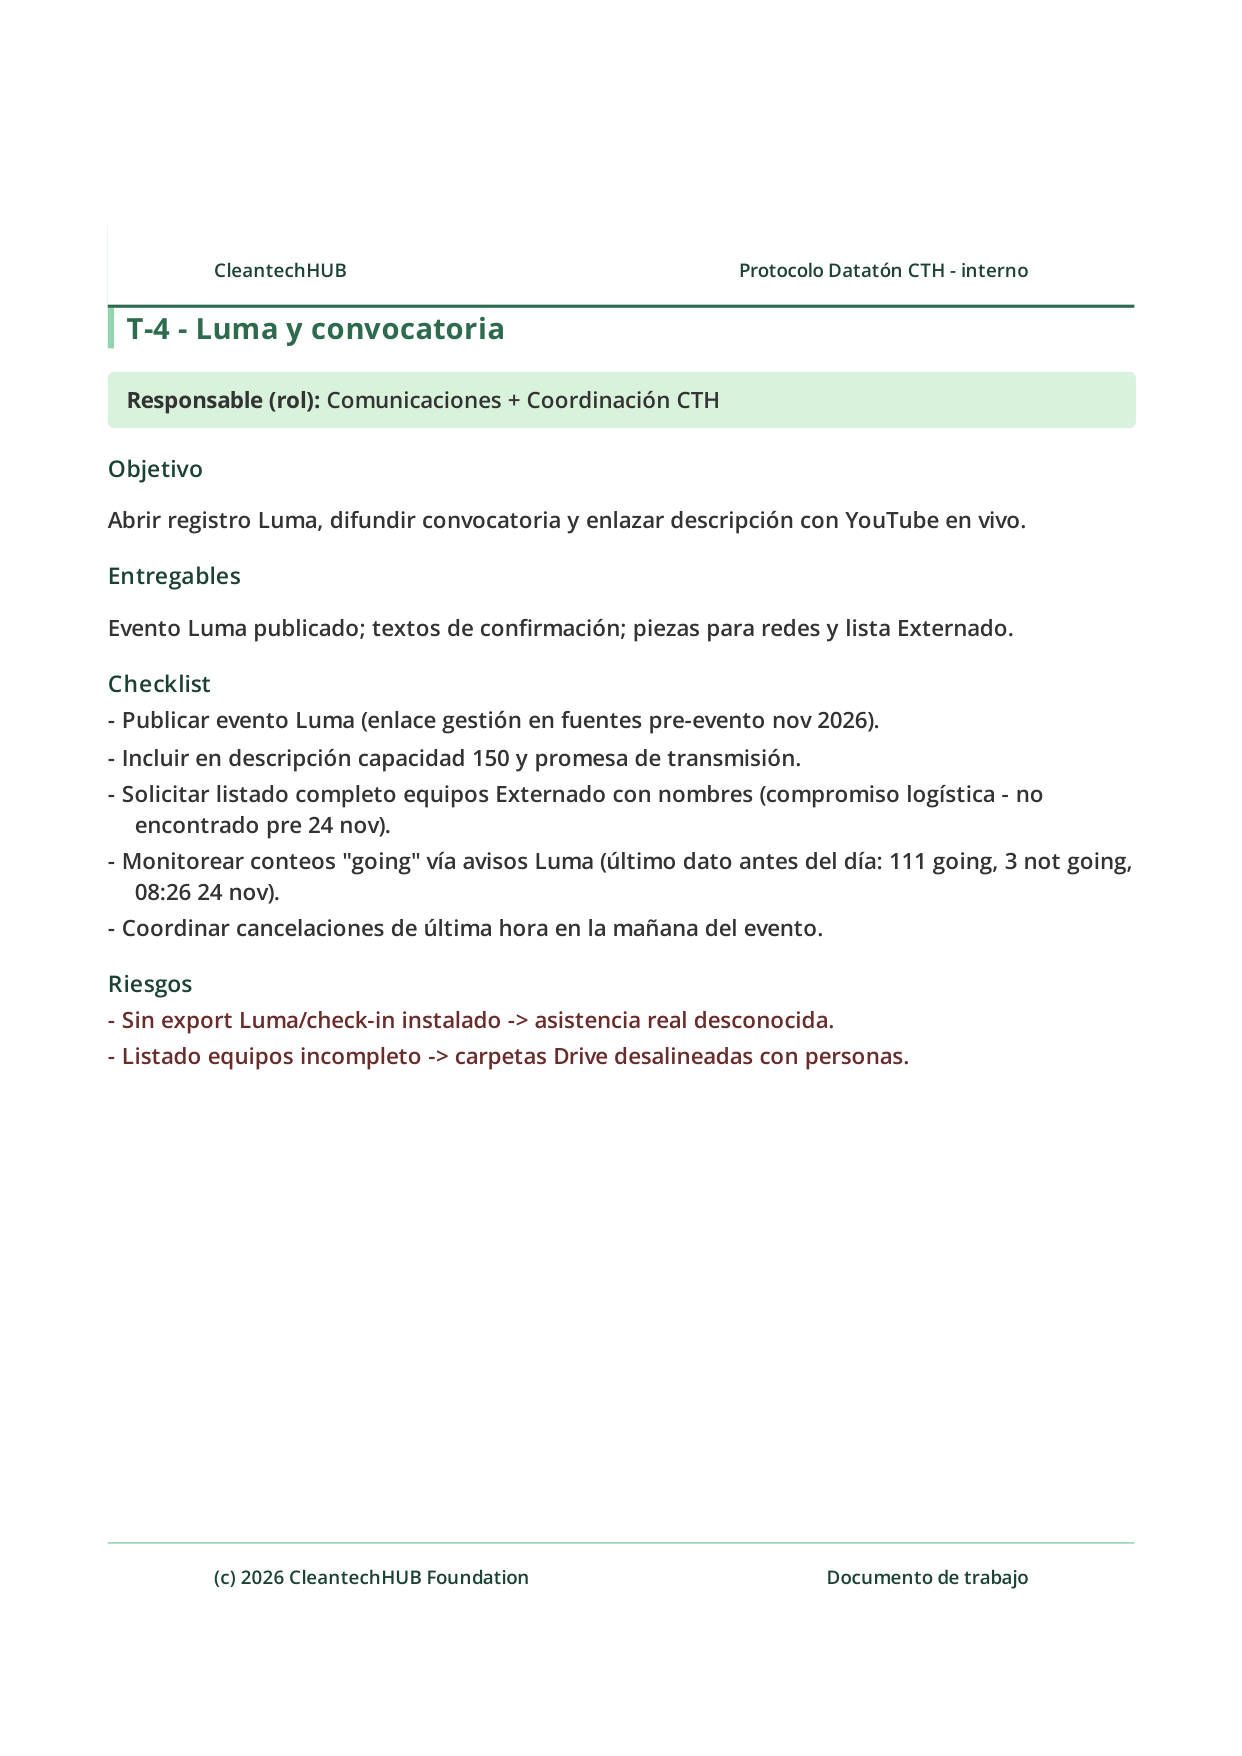 CleantechHUB
Protocolo Datatón CTH - interno
T-4 - Luma y convocatoria
Responsable (rol): Comunicaciones + Coordinación CTH
Objetivo
Abrir registro Luma, difundir convocatoria y enlazar descripción con YouTube en vivo.
Entregables
Evento Luma publicado; textos de confirmación; piezas para redes y lista Externado.
Checklist
- Publicar evento Luma (enlace gestión en fuentes pre-evento nov 2026).
- Incluir en descripción capacidad 150 y promesa de transmisión.
- Solicitar listado completo equipos Externado con nombres (compromiso logística - no
encontrado pre 24 nov).
- Monitorear conteos "going" vía avisos Luma (último dato antes del día: 111 going, 3 not going,
08:26 24 nov).
- Coordinar cancelaciones de última hora en la mañana del evento.
Riesgos
- Sin export Luma/check-in instalado -> asistencia real desconocida.
- Listado equipos incompleto -> carpetas Drive desalineadas con personas.
(c) 2026 CleantechHUB Foundation
Documento de trabajo